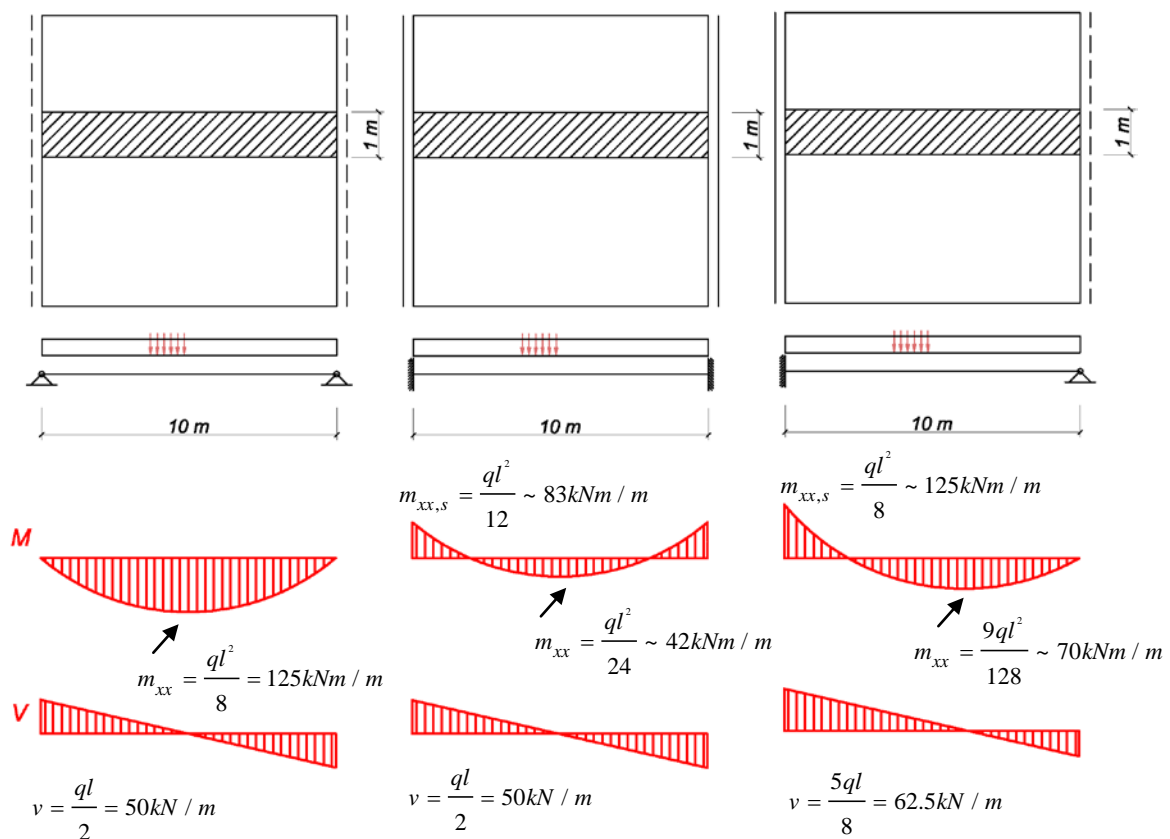 1 m
1 m
1 m
10 m
10 m
10 m
m_{xx,s} = ql²/12 ~ 83kNm / m
m_{xx,s} = ql²/8 ~ 125kNm / m
M
m_{xx} = ql²/8 = 125kNm / m
m_{xx} = ql²/24 ~ 42kNm / m
m_{xx} = 9ql²/128 ~ 70kNm / m
V
v = ql/2 = 50kN / m
v = ql/2 = 50kN / m
v = 5ql/8 = 62.5kN / m